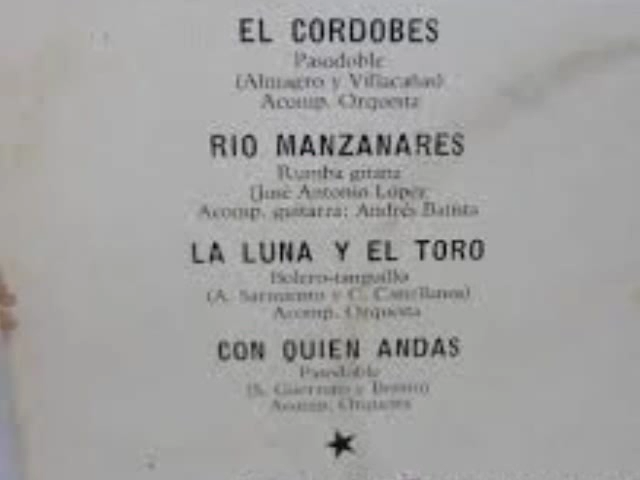 EL CORDOBES
Pasodoble
(Almagro y Villacañas)
Acomp. Orquesta
RIO MANZANARES
Rumba gitana
(José Antonio López
Acomp. guitarra: Andrés Batista
LA LUNA Y EL TORO
Bolero-tanguillo
(A. Sarmiento y C. Castellanos)
Acomp. Orquesta
CON QUIEN ANDAS
Pasodoble
(S. Guerrero y
Acomp. Orquesta